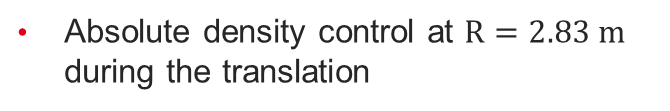 • Absolute density control at R = 2.83 m
during the translation